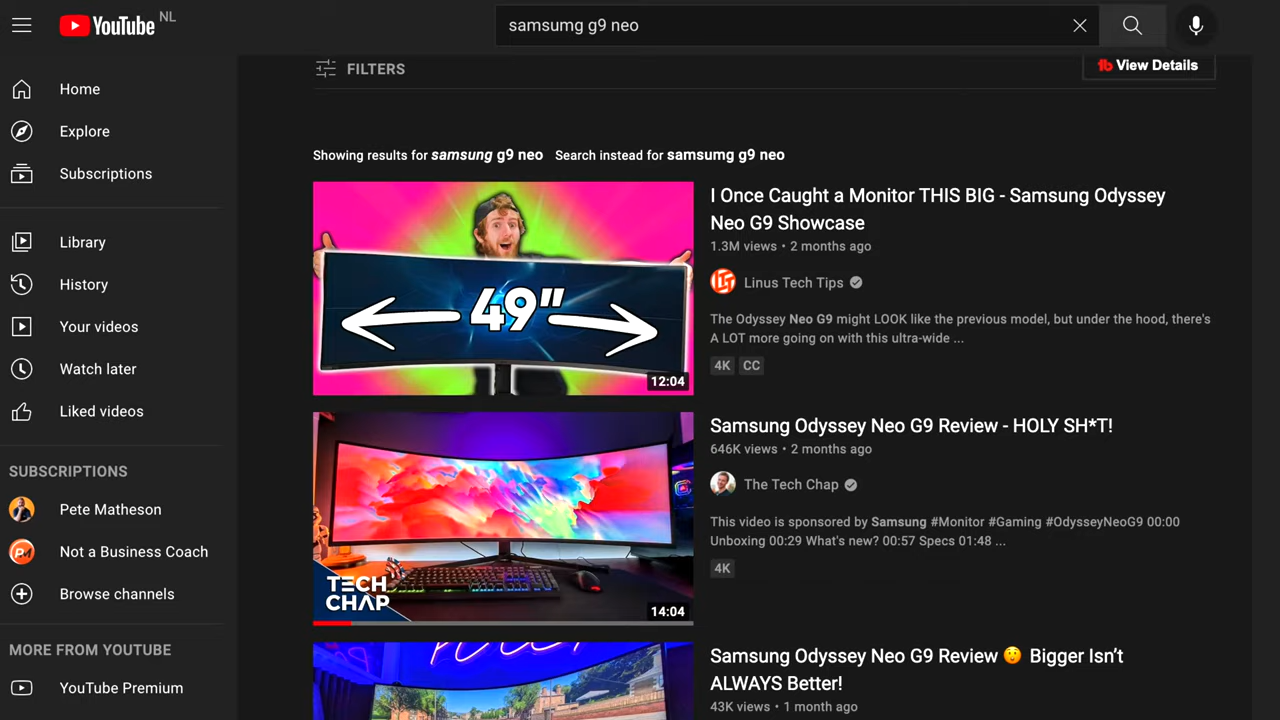 YouTube NL
samsumg g9 neo
FILTERS
View Details
Home
Explore
Subscriptions
Library
History
Your videos
Watch later
Liked videos
SUBSCRIPTIONS
Pete Matheson
Not a Business Coach
Browse channels
MORE FROM YOUTUBE
YouTube Premium
Showing results for samsung g9 neo Search instead for samsumg g9 neo
49”
12:04
I Once Caught a Monitor THIS BIG - Samsung Odyssey
Neo G9 Showcase
1.3M views • 2 months ago
Linus Tech Tips
The Odyssey Neo G9 might LOOK like the previous model, but under the hood, there's
A LOT more going on with this ultra-wide ...
4K CC
TECH
CHAP
14:04
Samsung Odyssey Neo G9 Review - HOLY SH*T!
646K views • 2 months ago
The Tech Chap
This video is sponsored by Samsung #Monitor #Gaming #OdysseyNeoG9 00:00
Unboxing 00:29 What's new? 00:57 Specs 01:48 ...
4K
Samsung Odyssey Neo G9 Review 🤫 Bigger Isn’t
ALWAYS Better!
43K views • 1 month ago